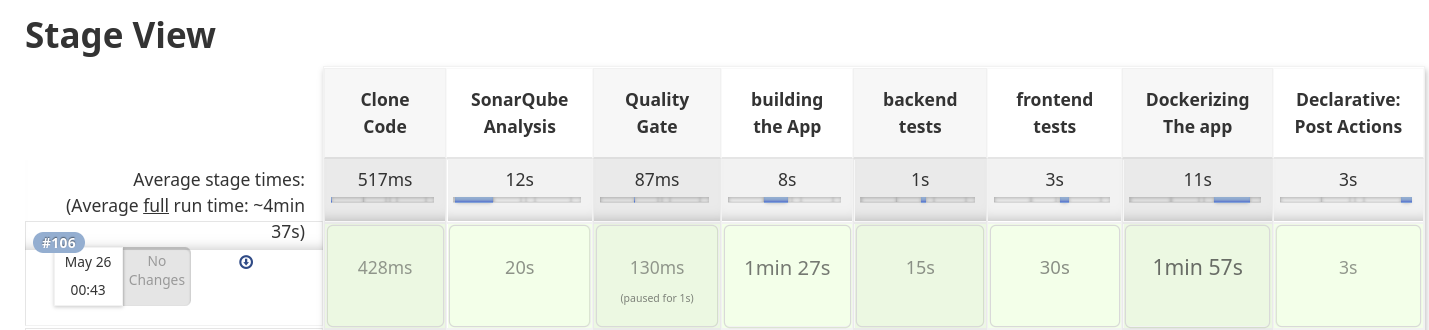 Stage View
Clone
Code
SonarQube
Analysis
Quality
Gate
building
the App
backend
tests
frontend
tests
Dockerizing
The app
Declarative:
Post Actions
Average stage times:
(Average full run time: ~4min
37s)
517ms
12s
87ms
8s
1s
3s
11s
3s
#106
May 26
00:43
No
Changes
428ms
20s
130ms
(paused for 1s)
1min 27s
15s
30s
1min 57s
3s